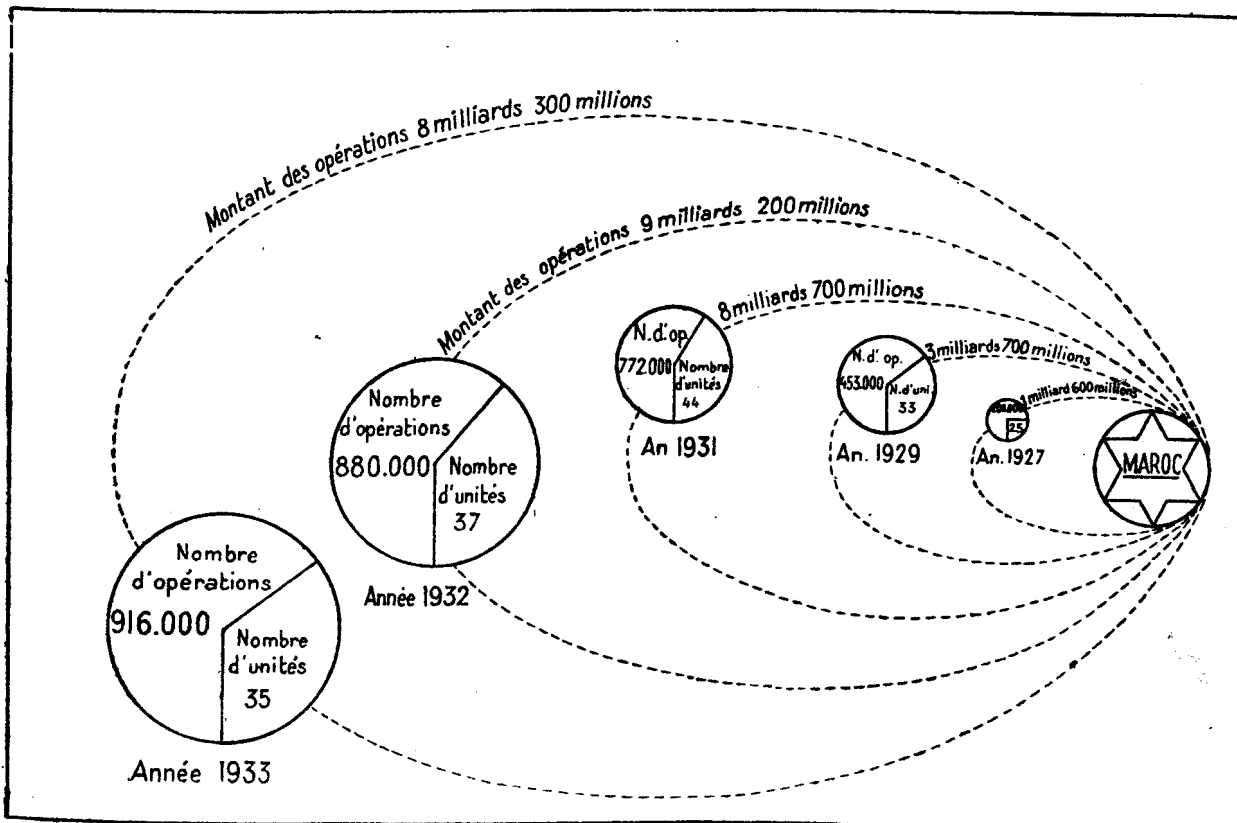 Montant des opérations 8 milliards 300 millions
Montant des opérations 9 milliards 200 millions
8 milliards 700 millions
3 milliards 700 millions
1 milliard 600 millions
N. d'op.
772.000
Nombre
d'unités
44
An 1931
N. d' op.
453.000
N. d'uni.
33
An. 1929
25
An. 1927
MAROC
Nombre
d'opérations
880.000
Nombre
d'unités
37
Année 1932
Nombre
d'opérations
916.000
Nombre
d'unités
35
Année 1933